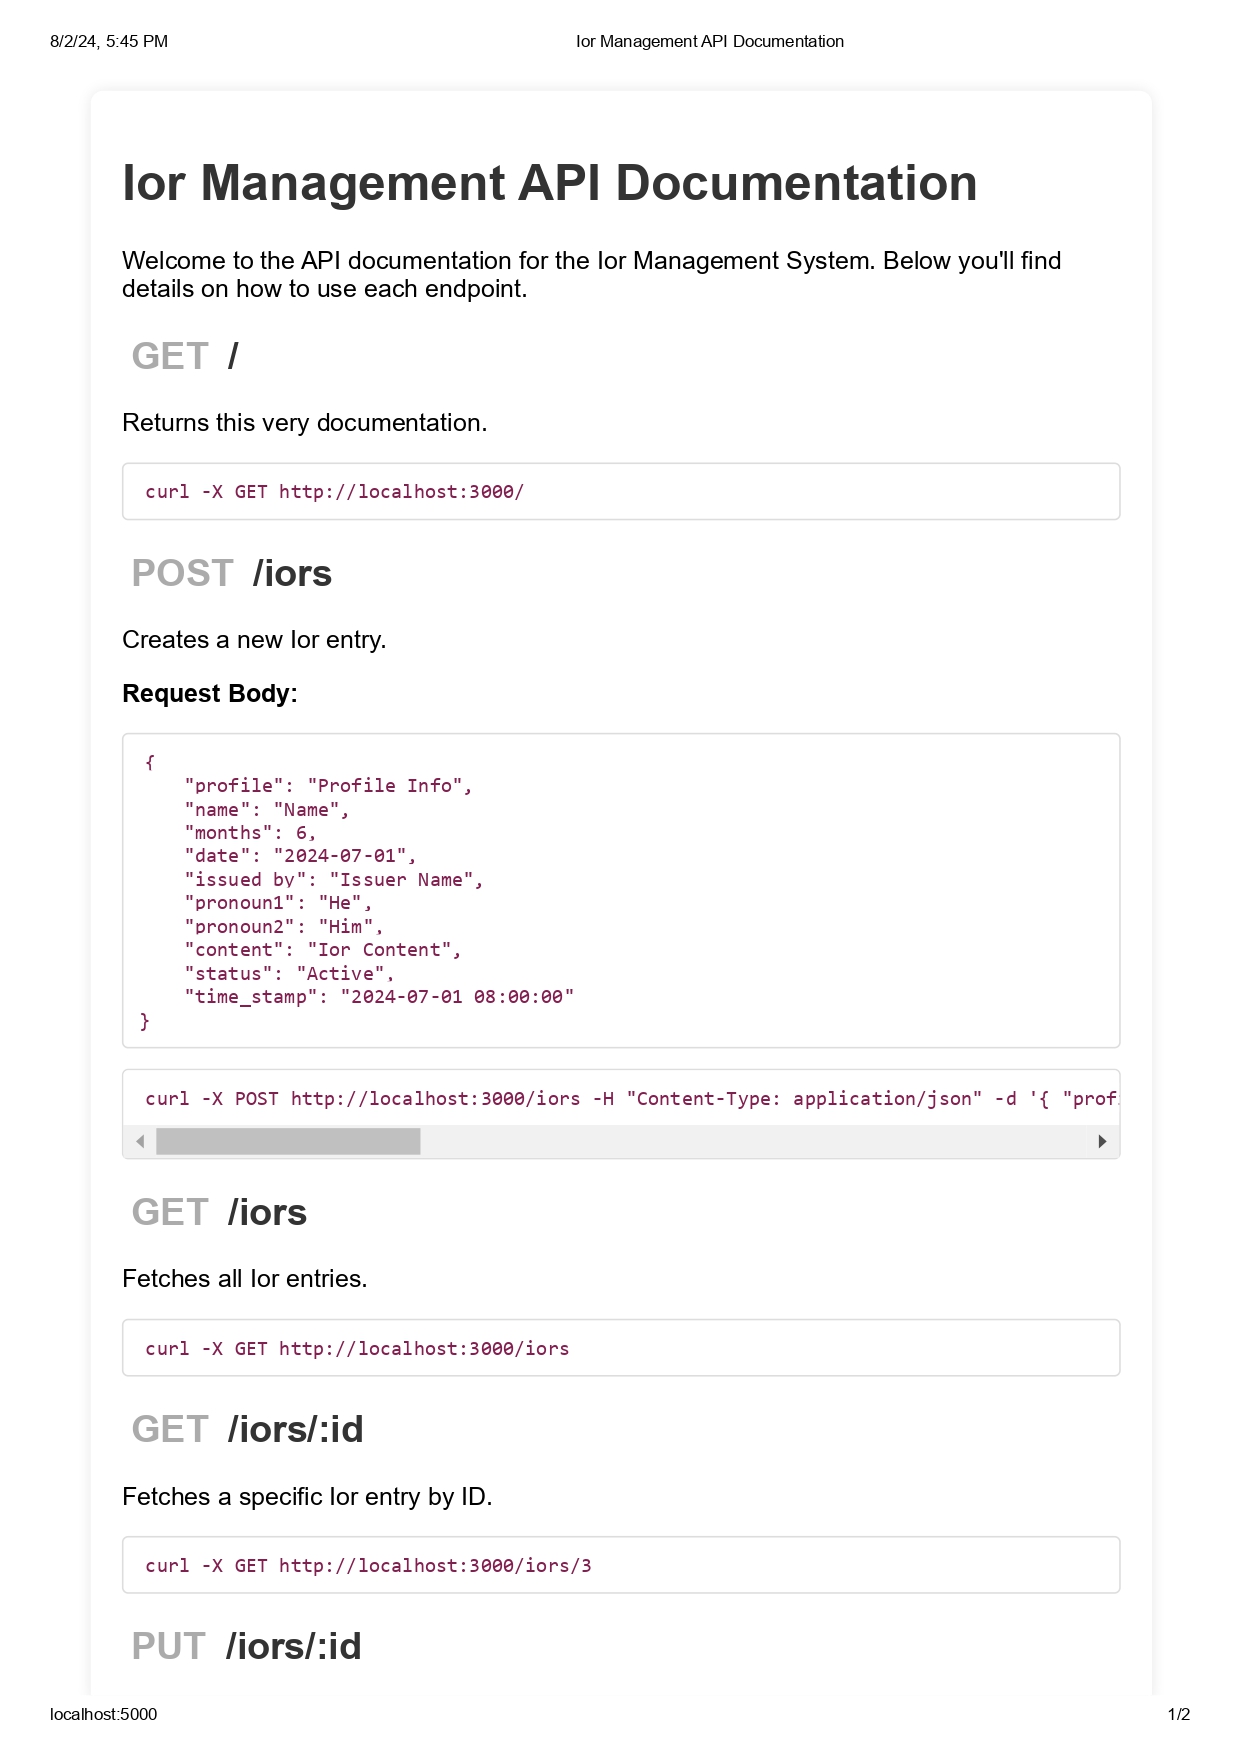 8/2/24, 5:45 PM
Ior Management API Documentation
Ior Management API Documentation
Welcome to the API documentation for the Ior Management System. Below you'll find
details on how to use each endpoint.
GET /
Returns this very documentation.
curl -X GET http://localhost:3000/
POST /iors
Creates a new Ior entry.
Request Body:
{
    "profile": "Profile Info",
    "name": "Name",
    "months": 6,
    "date": "2024-07-01",
    "issued by": "Issuer Name",
    "pronoun1": "He",
    "pronoun2": "Him",
    "content": "Ior Content",
    "status": "Active",
    "time_stamp": "2024-07-01 08:00:00"
}
curl -X POST http://localhost:3000/iors -H "Content-Type: application/json" -d '{ "prof
GET /iors
Fetches all Ior entries.
curl -X GET http://localhost:3000/iors
GET /iors/:id
Fetches a specific Ior entry by ID.
curl -X GET http://localhost:3000/iors/3
PUT /iors/:id
localhost:5000
1/2